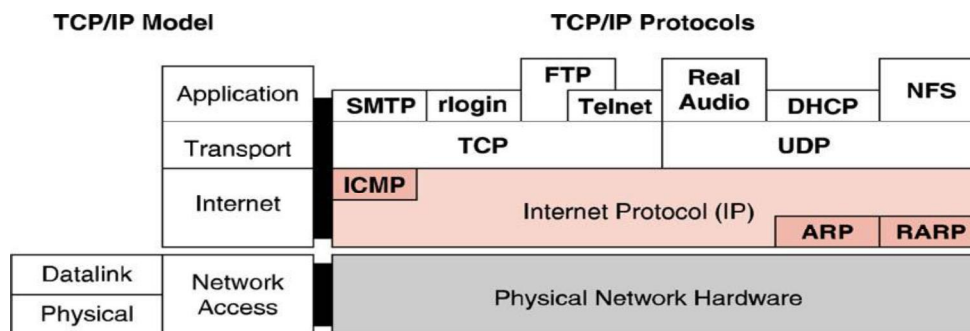 TCP/IP Model
TCP/IP Protocols
Application
SMTP
rlogin
FTP
Telnet
Real
Audio
DHCP
NFS
Transport
TCP
UDP
Internet
ICMP
Internet Protocol (IP)
ARP
RARP
Datalink
Physical
Network
Access
Physical Network Hardware